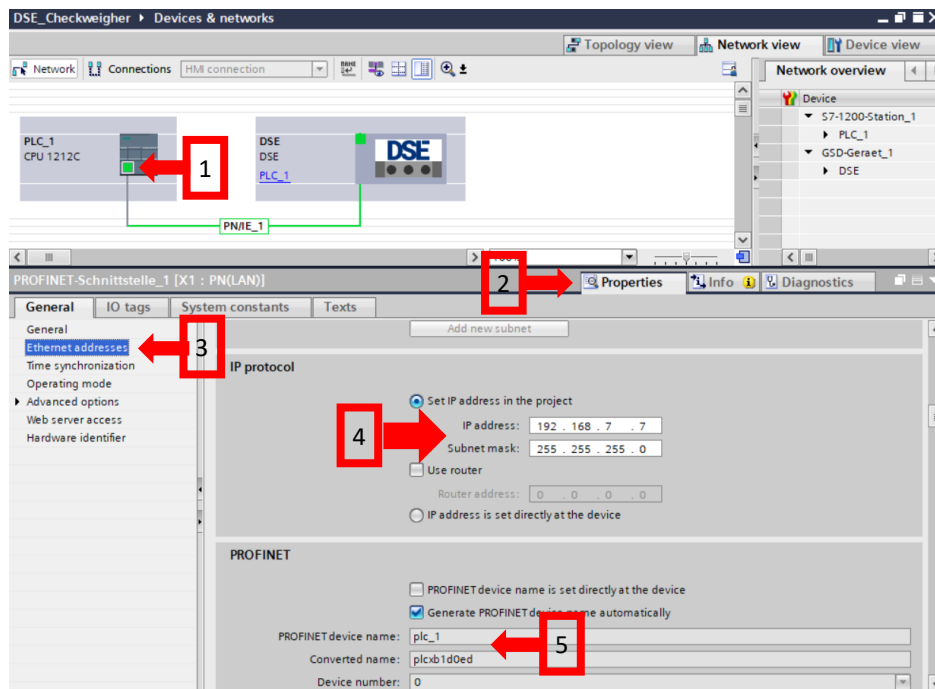 DSE_Checkweigher ▸ Devices & networks
Topology view Network view Device view
Network Connections HMI connection Network overview
Device
S7-1200-Station_1
PLC_1
GSD-Geraet_1
DSE
PLC_1
CPU 1212C
1
DSE
DSE
PLC_1
DSE
PN/IE_1
2
PROFINET-Schnittstelle_1 [X1 : PN(LAN)]
Properties Info Diagnostics
General IO tags System constants Texts
General
Ethernet addresses
Time synchronization
Operating mode
Advanced options
Web server access
Hardware identifier
3
Add new subnet
IP protocol
Set IP address in the project
4
IP address: 192 . 168 . 7 . 7
Subnet mask: 255 . 255 . 255 . 0
Use router
Router address: 0 . 0 . 0 . 0
IP address is set directly at the device
PROFINET
PROFINET device name is set directly at the device
Generate PROFINET device name automatically
PROFINET device name: plc_1
5
Converted name: plcxb1d0ed
Device number: 0